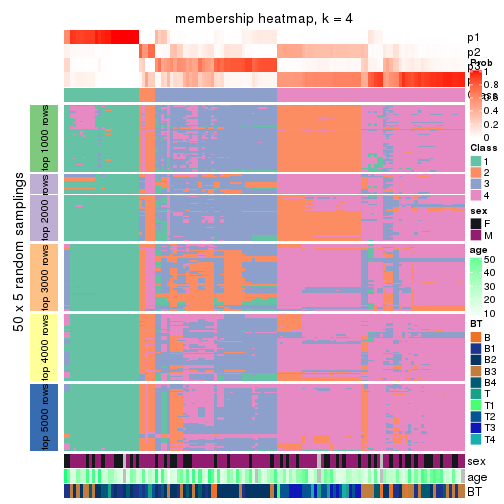 membership heatmap, k = 4
p1
p2
p3
Prob
1
0.8
0.6
0.4
0.2
0
Class
1
2
3
4
sex
F
M
age
50
40
30
20
10
BT
B
B1
B2
B3
B4
T
T1
T2
T3
T4
50 x 5 random samplings
top 1000 rows
top 2000 rows
top 3000 rows
top 4000 rows
top 5000 rows
sex
age
BT